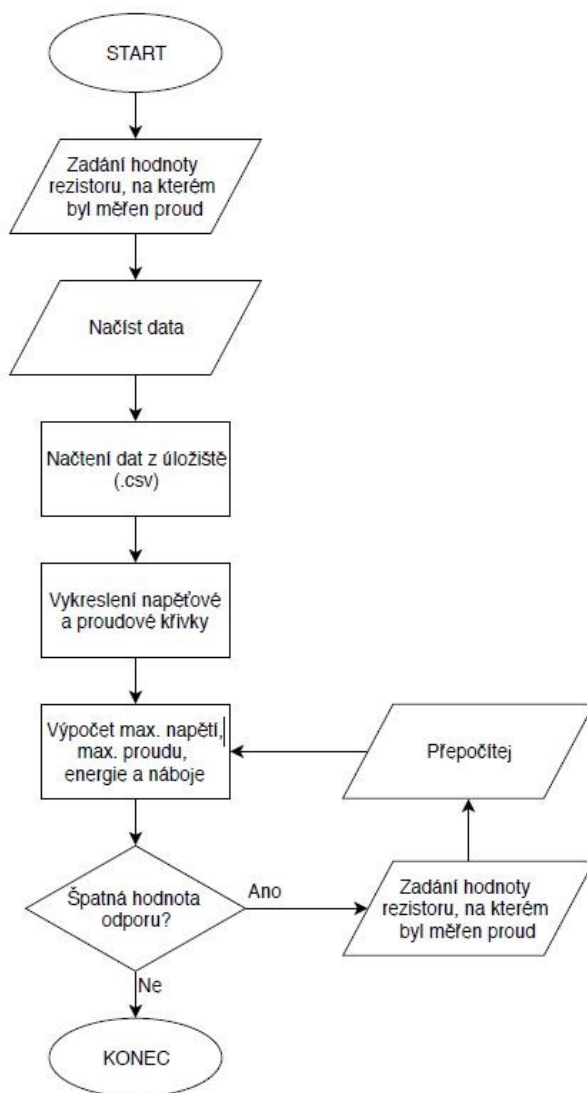 START
Zadání hodnoty
rezistoru, na kterém
byl měřen proud
Načíst data
Načtení dat z úložiště
(.csv)
Vykreslení napěťové
a proudové křivky
Výpočet max. napětí,
max. proudu,
energie a náboje
Přepočítej
Špatná hodnota
odporu?
Ano
Zadání hodnoty
rezistoru, na kterém
byl měřen proud
Ne
KONEC